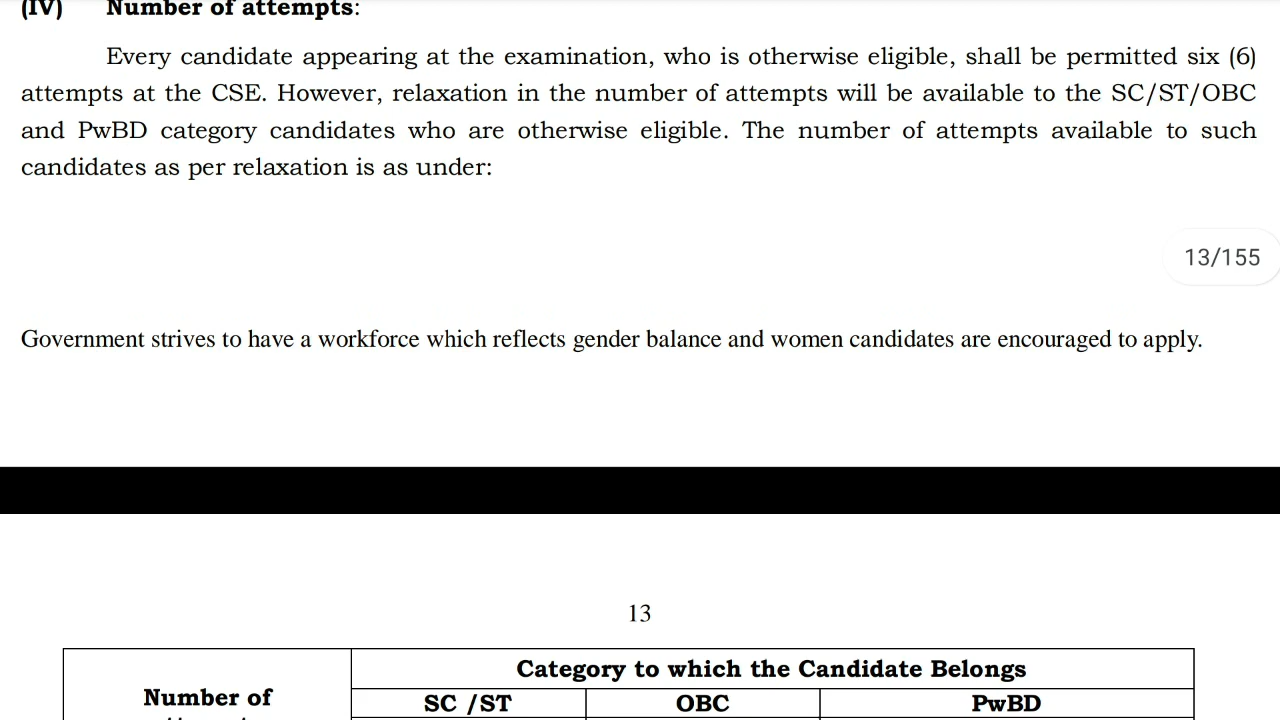 (IV) Number of attempts:
Every candidate appearing at the examination, who is otherwise eligible, shall be permitted six (6)
attempts at the CSE. However, relaxation in the number of attempts will be available to the SC/ST/OBC
and PwBD category candidates who are otherwise eligible. The number of attempts available to such
candidates as per relaxation is as under:
13/155
Government strives to have a workforce which reflects gender balance and women candidates are encouraged to apply.
13
Category to which the Candidate Belongs
Number of
SC /ST OBC PwBD